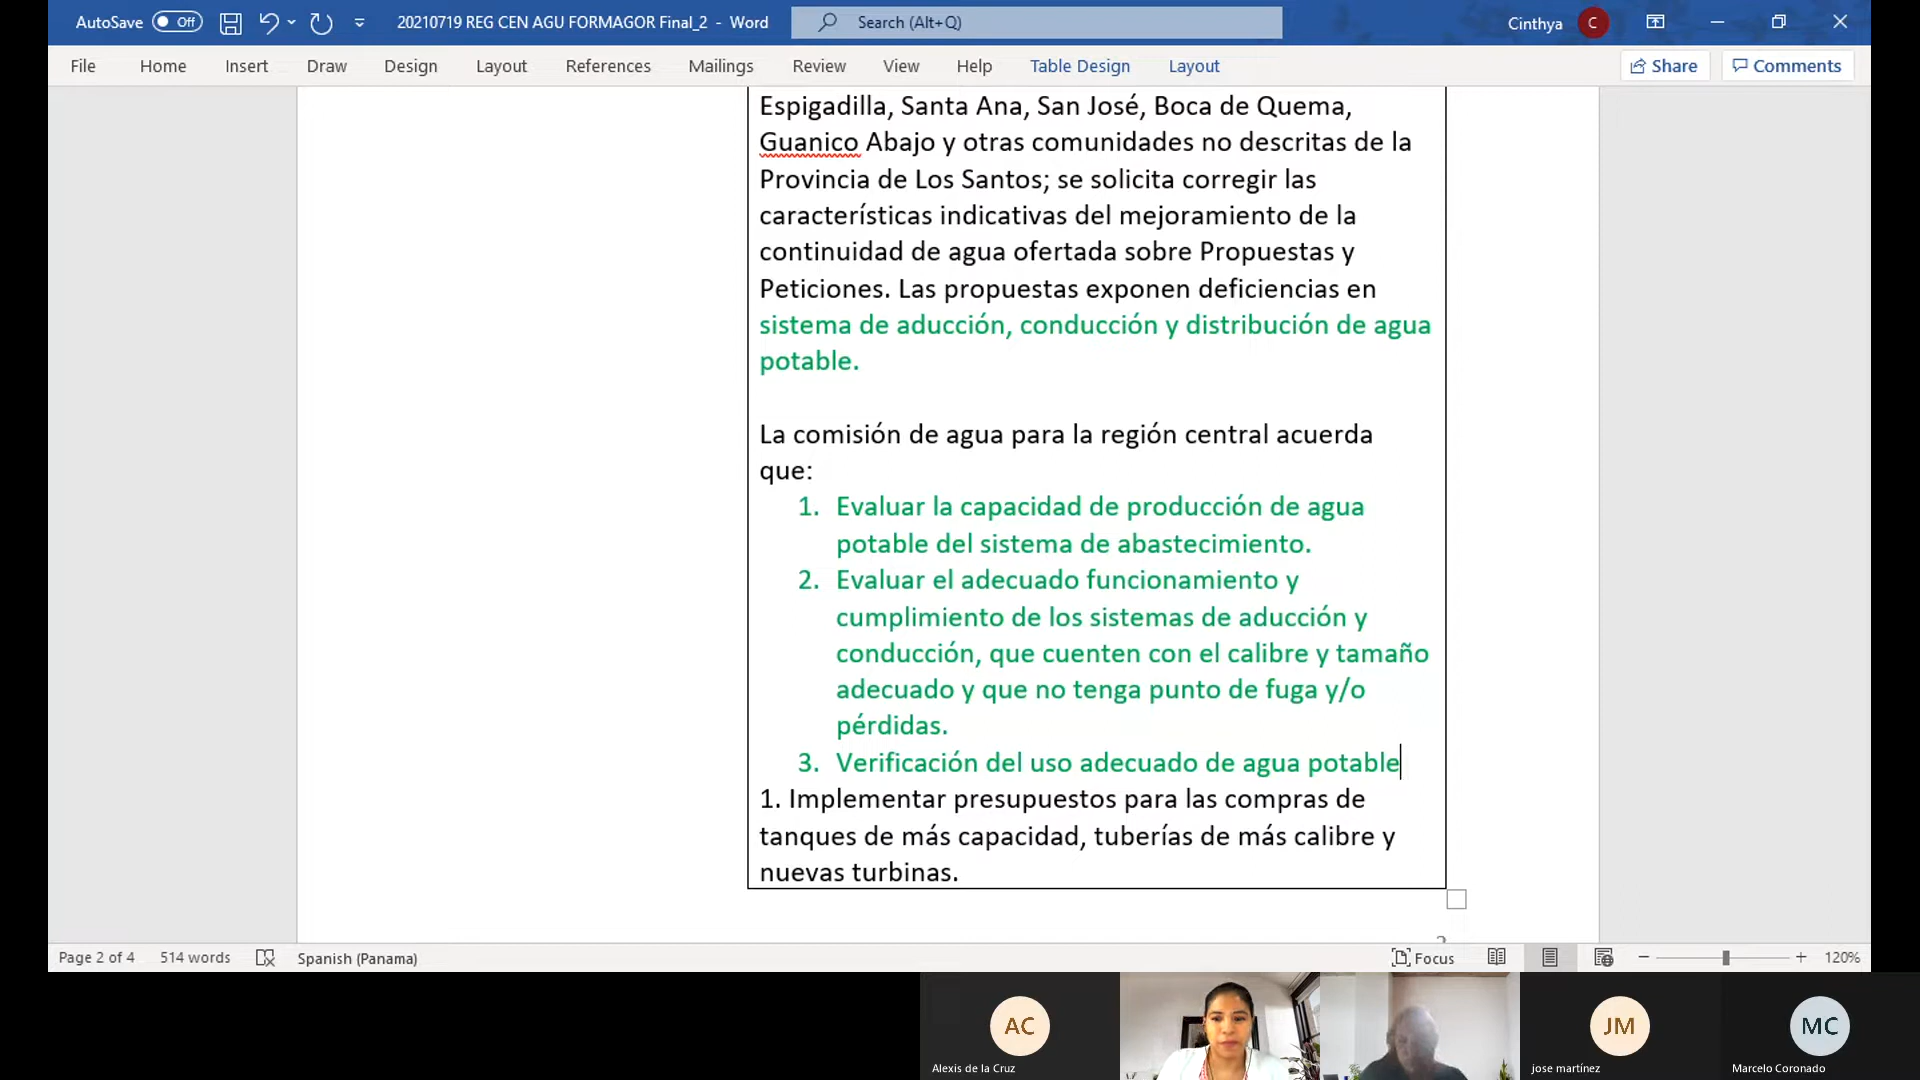 AutoSave Off 20210719 REG CEN AGU FORMAGOR Final_2 - Word Search (Alt+Q) Cinthya C
File Home Insert Draw Design Layout References Mailings Review View Help Table Design Layout Share Comments
Espigadilla, Santa Ana, San José, Boca de Quema,
Guanico Abajo y otras comunidades no descritas de la
Provincia de Los Santos; se solicita corregir las
características indicativas del mejoramiento de la
continuidad de agua ofertada sobre Propuestas y
Peticiones. Las propuestas exponen deficiencias en
sistema de aducción, conducción y distribución de agua
potable.
La comisión de agua para la región central acuerda
que:
1. Evaluar la capacidad de producción de agua
potable del sistema de abastecimiento.
2. Evaluar el adecuado funcionamiento y
cumplimiento de los sistemas de aducción y
conducción, que cuenten con el calibre y tamaño
adecuado y que no tenga punto de fuga y/o
pérdidas.
3. Verificación del uso adecuado de agua potable
1. Implementar presupuestos para las compras de
tanques de más capacidad, tuberías de más calibre y
nuevas turbinas.
Page 2 of 4 514 words Spanish (Panama) Focus 120%
AC JM MC
Alexis de la Cruz jose martínez Marcelo Coronado